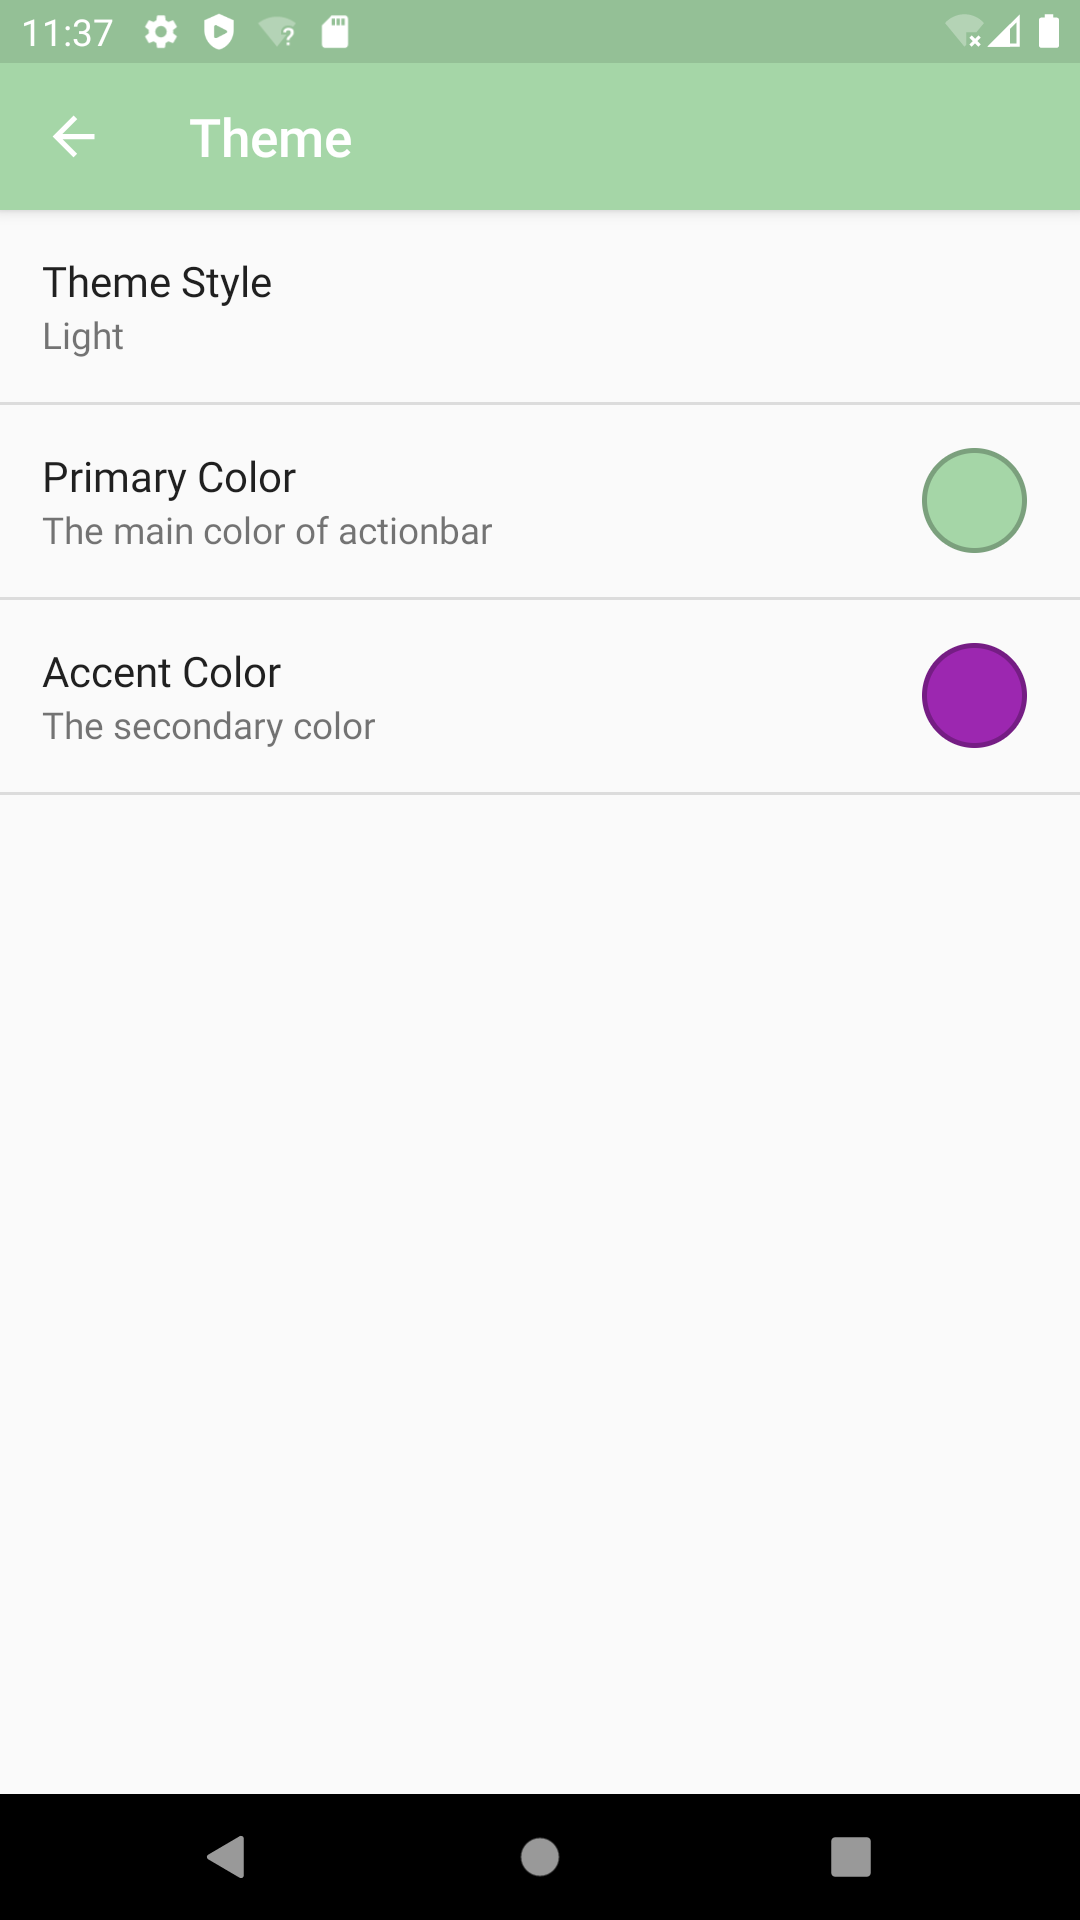 11:37
Theme
Theme Style
Light
Primary Color
The main color of actionbar
Accent Color
The secondary color